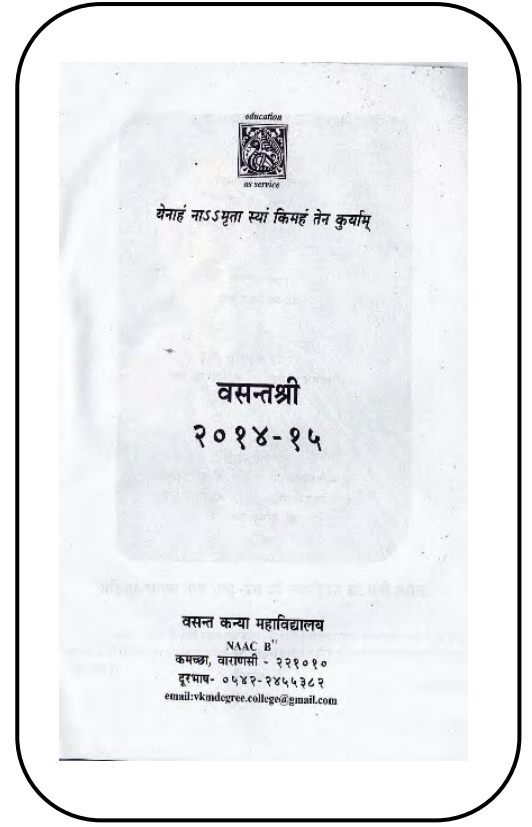 education
as service
येनाहं नाऽऽमृता स्यां किमहं तेन कुर्याम्
वसन्तश्री
२०१४-१५
वसन्त कन्या महाविद्यालय
NAAC B++
कमच्छा, वाराणसी - २२१०१०
दूरभाष- ०५४२-२४५५३८२
email:vkmdegree.college@gmail.com